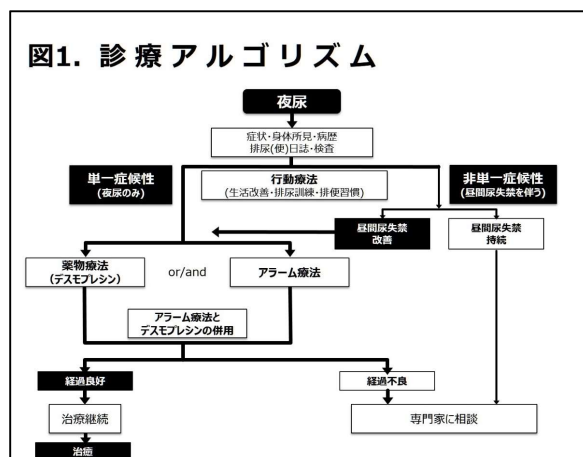 図1. 診療アルゴリズム
夜尿
症状・身体所見・病歴
排尿(便)日誌・検査
単一症候性
(夜尿のみ)
行動療法
(生活改善・排尿訓練・排便習慣)
非単一症候性
(昼間尿失禁を伴う)
昼間尿失禁
改善
昼間尿失禁
持続
薬物療法
(デスモプレシン)
or/and
アラーム療法
アラーム療法と
デスモプレシンの併用
経過良好
経過不良
治療継続
専門家に相談
治癒